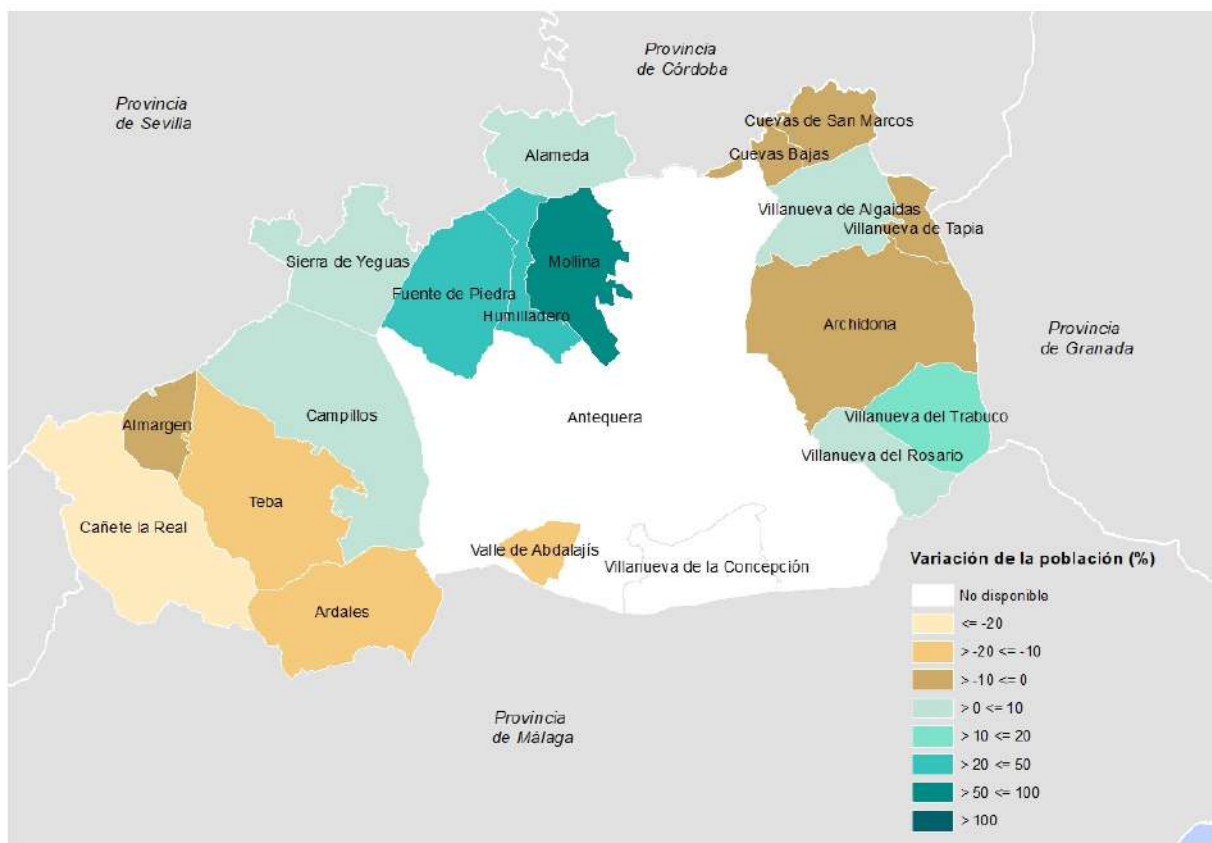 Provincia
de Córdoba
Provincia
de Sevilla
Cuevas de San Marcos
Cuevas Bajas
Alameda
Villanueva de Algaidas
Villanueva de Tapia
Sierra de Yeguas
Mollina
Fuente de Piedra
Humilladero
Archidona
Provincia
de Granada
Almargen
Campillos
Antequera
Villanueva del Trabuco
Villanueva del Rosario
Teba
Cañete la Real
Valle de Abdalajís
Villanueva de la Concepción
Ardales
Provincia
de Málaga
Variación de la población (%)
No disponible
<= -20
> -20 <= -10
> -10 <= 0
> 0 <= 10
> 10 <= 20
> 20 <= 50
> 50 <= 100
> 100